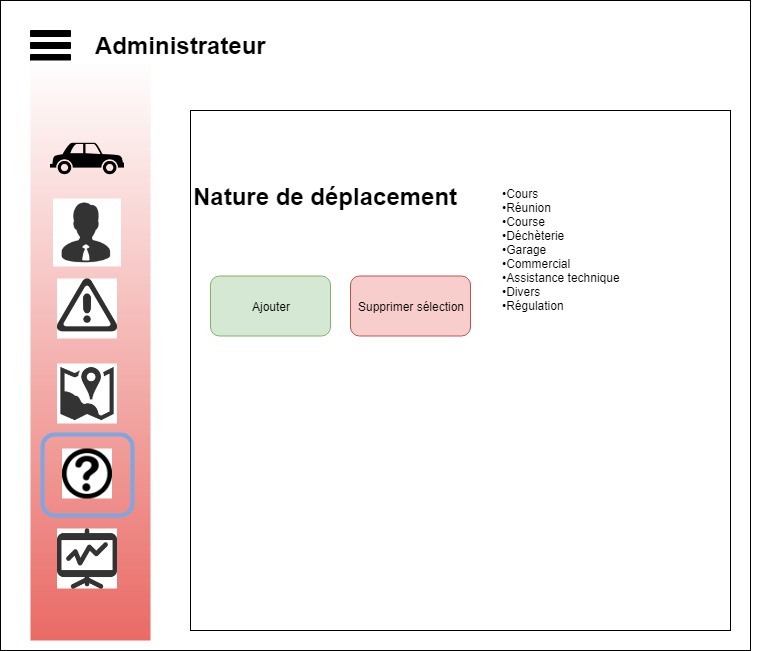 Administrateur
Nature de déplacement
•Cours
•Réunion
•Course
•Déchèterie
•Garage
•Commercial
•Assistance technique
•Divers
•Régulation
Ajouter
Supprimer sélection